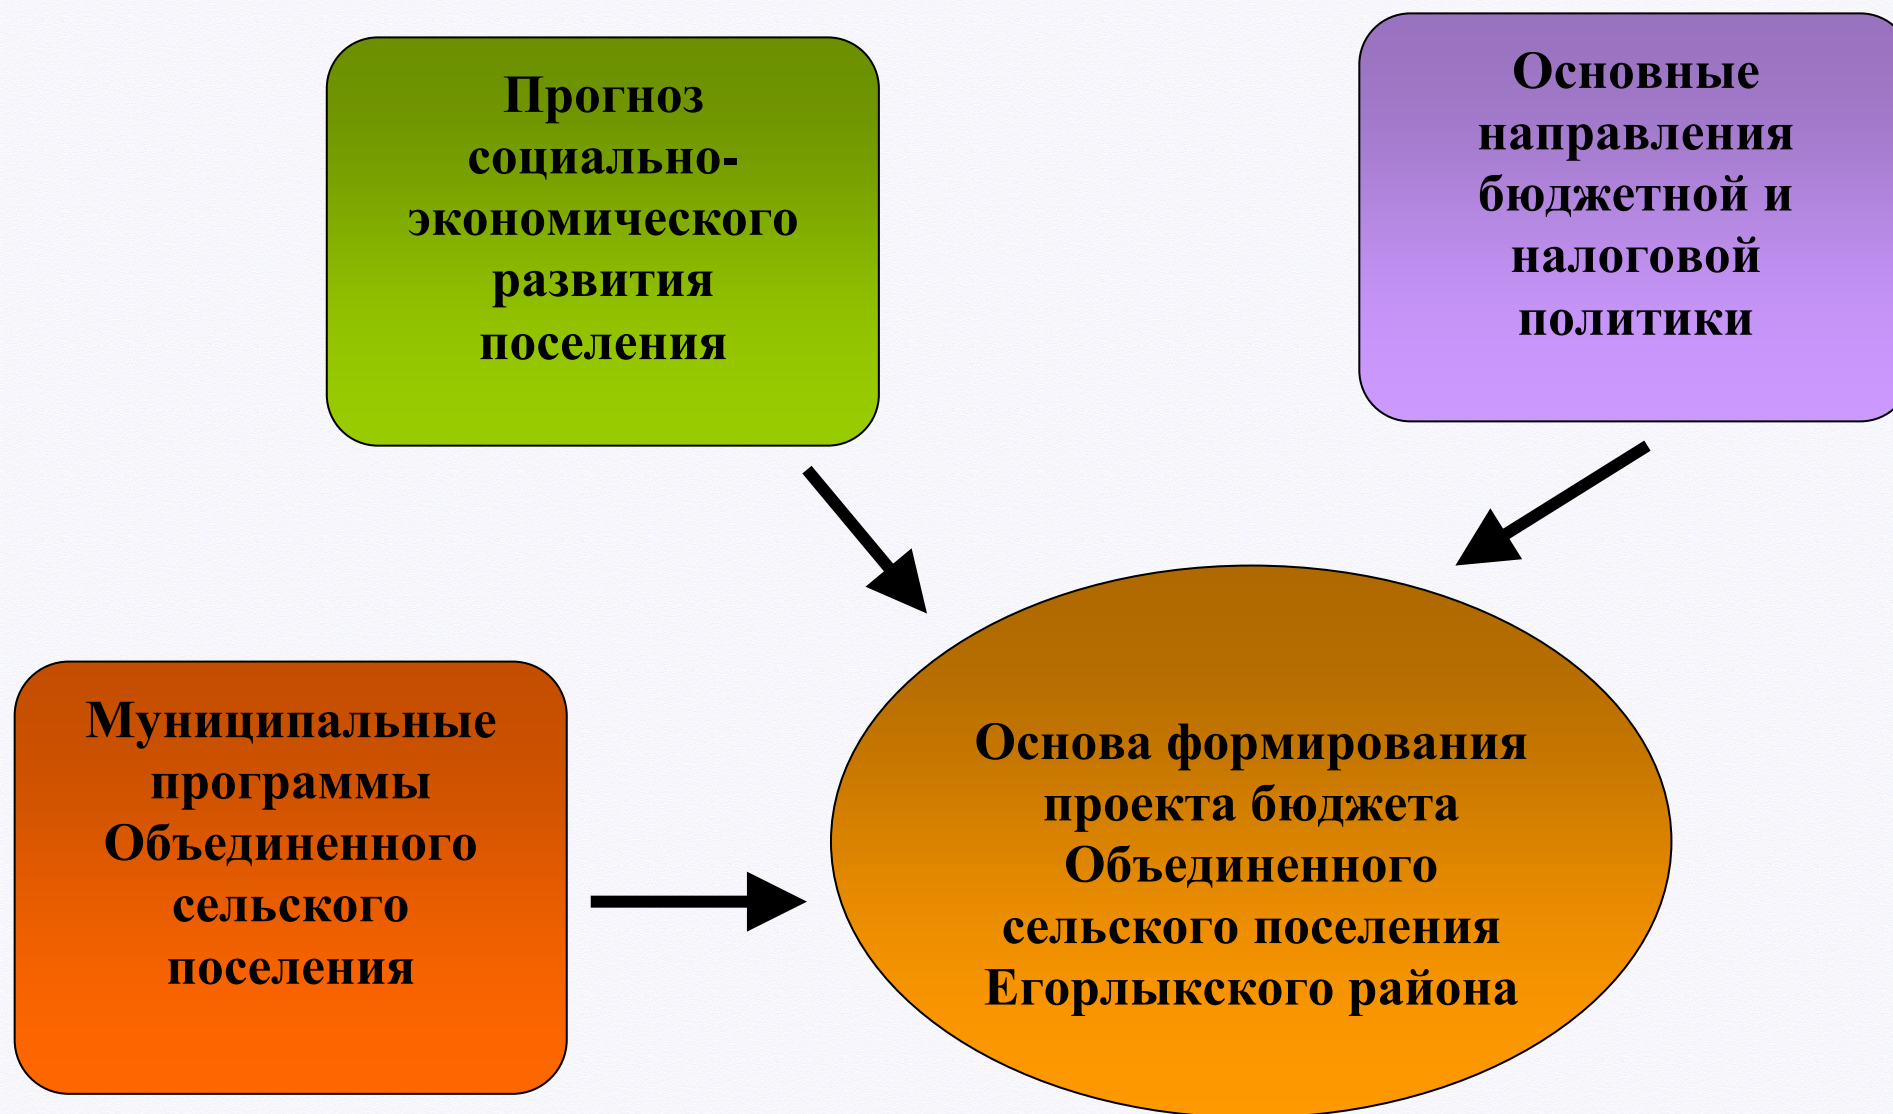 Прогноз
социально-
экономического
развития
поселения
Основные
направления
бюджетной и
налоговой
политики
Муниципальные
программы
Объединенного
сельского
поселения
Основа формирования
проекта бюджета
Объединенного
сельского поселения
Егорлыкского района